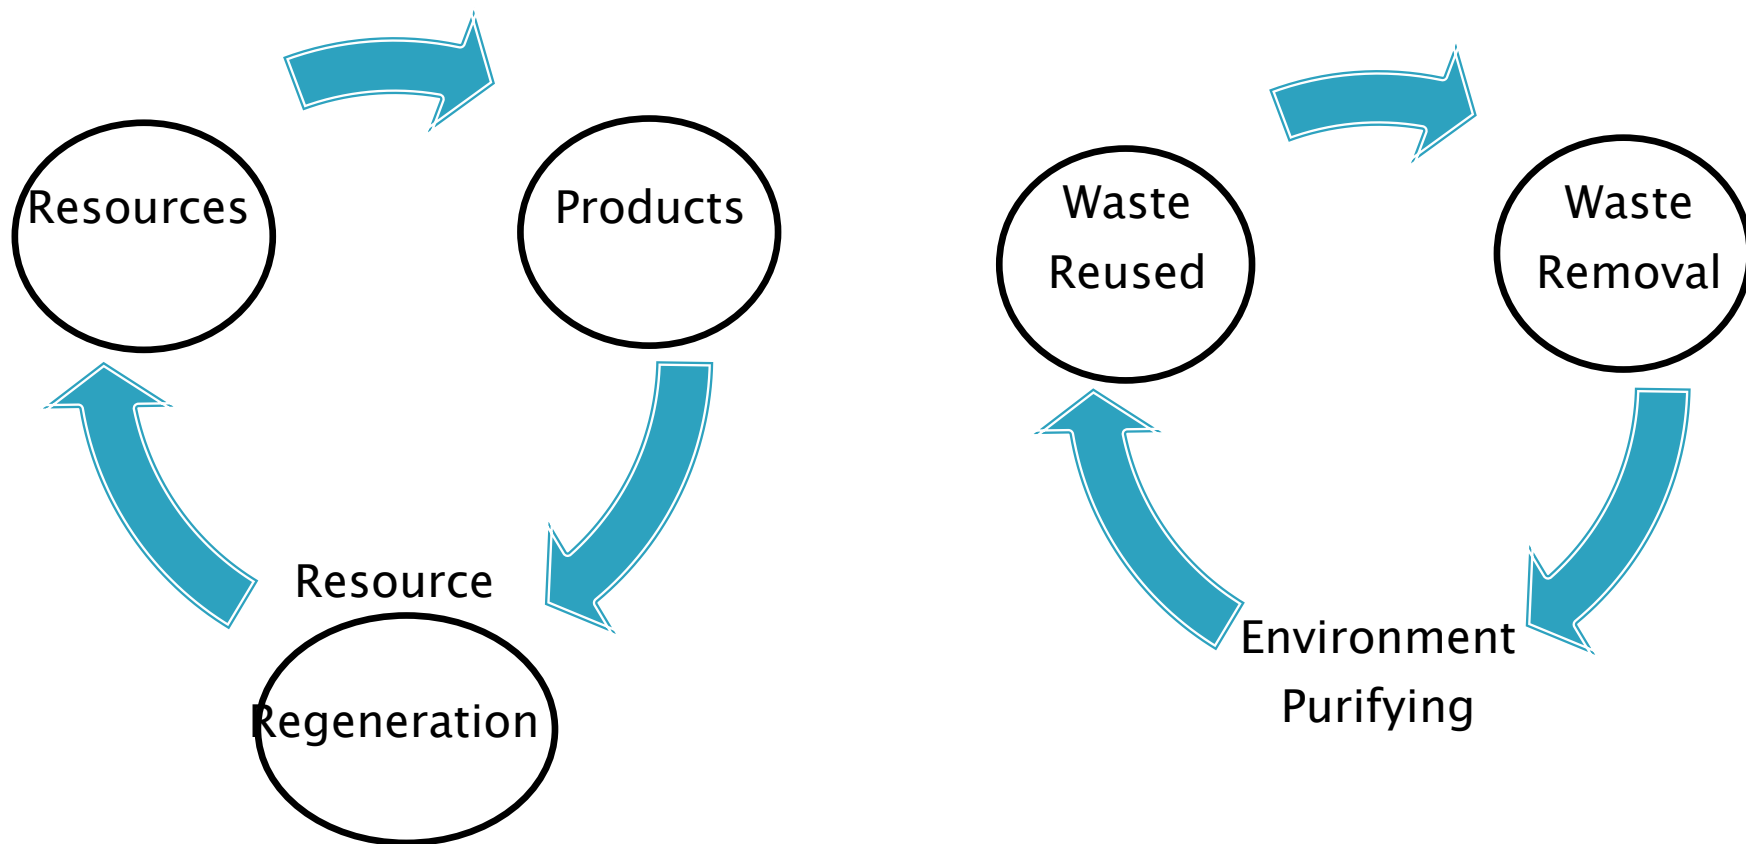 Resources
Products
Resource
Regeneration
Waste
Reused
Waste
Removal
Environment
Purifying